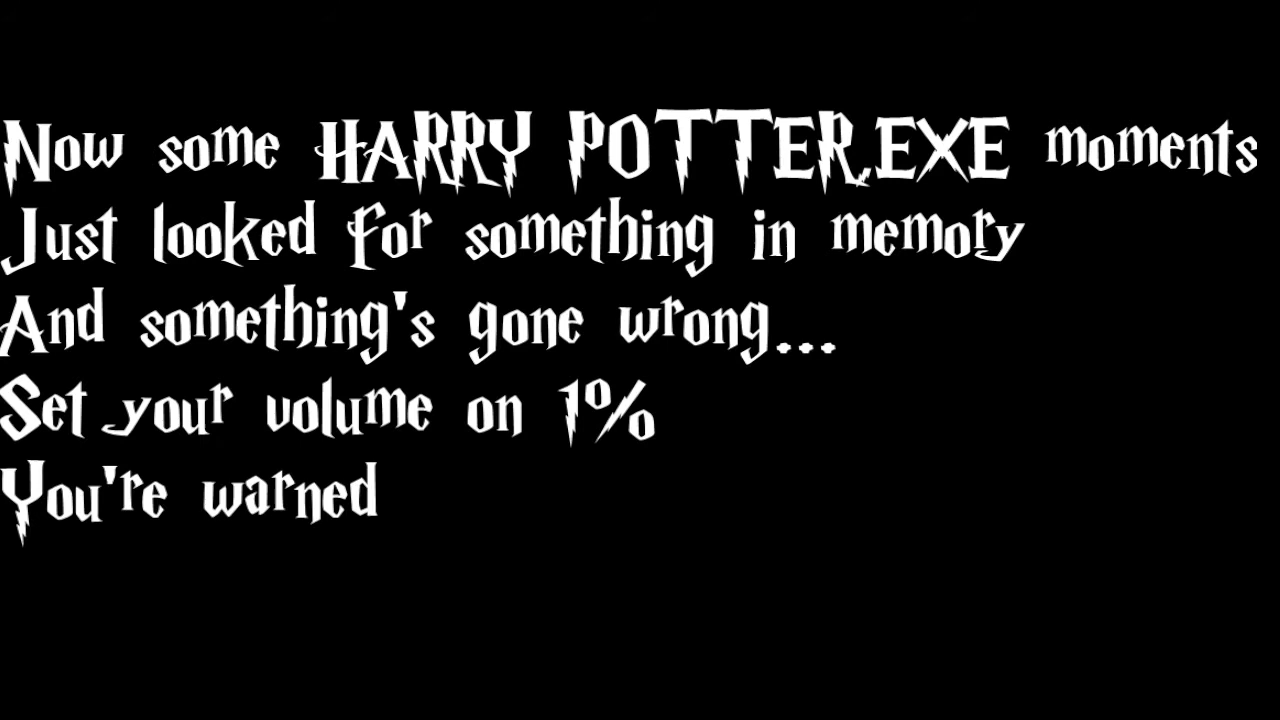 Now some HARRY POTTER.EXE moments
Just looked for something in memory
And something's gone wrong...
Set your volume on 1%
You're warned